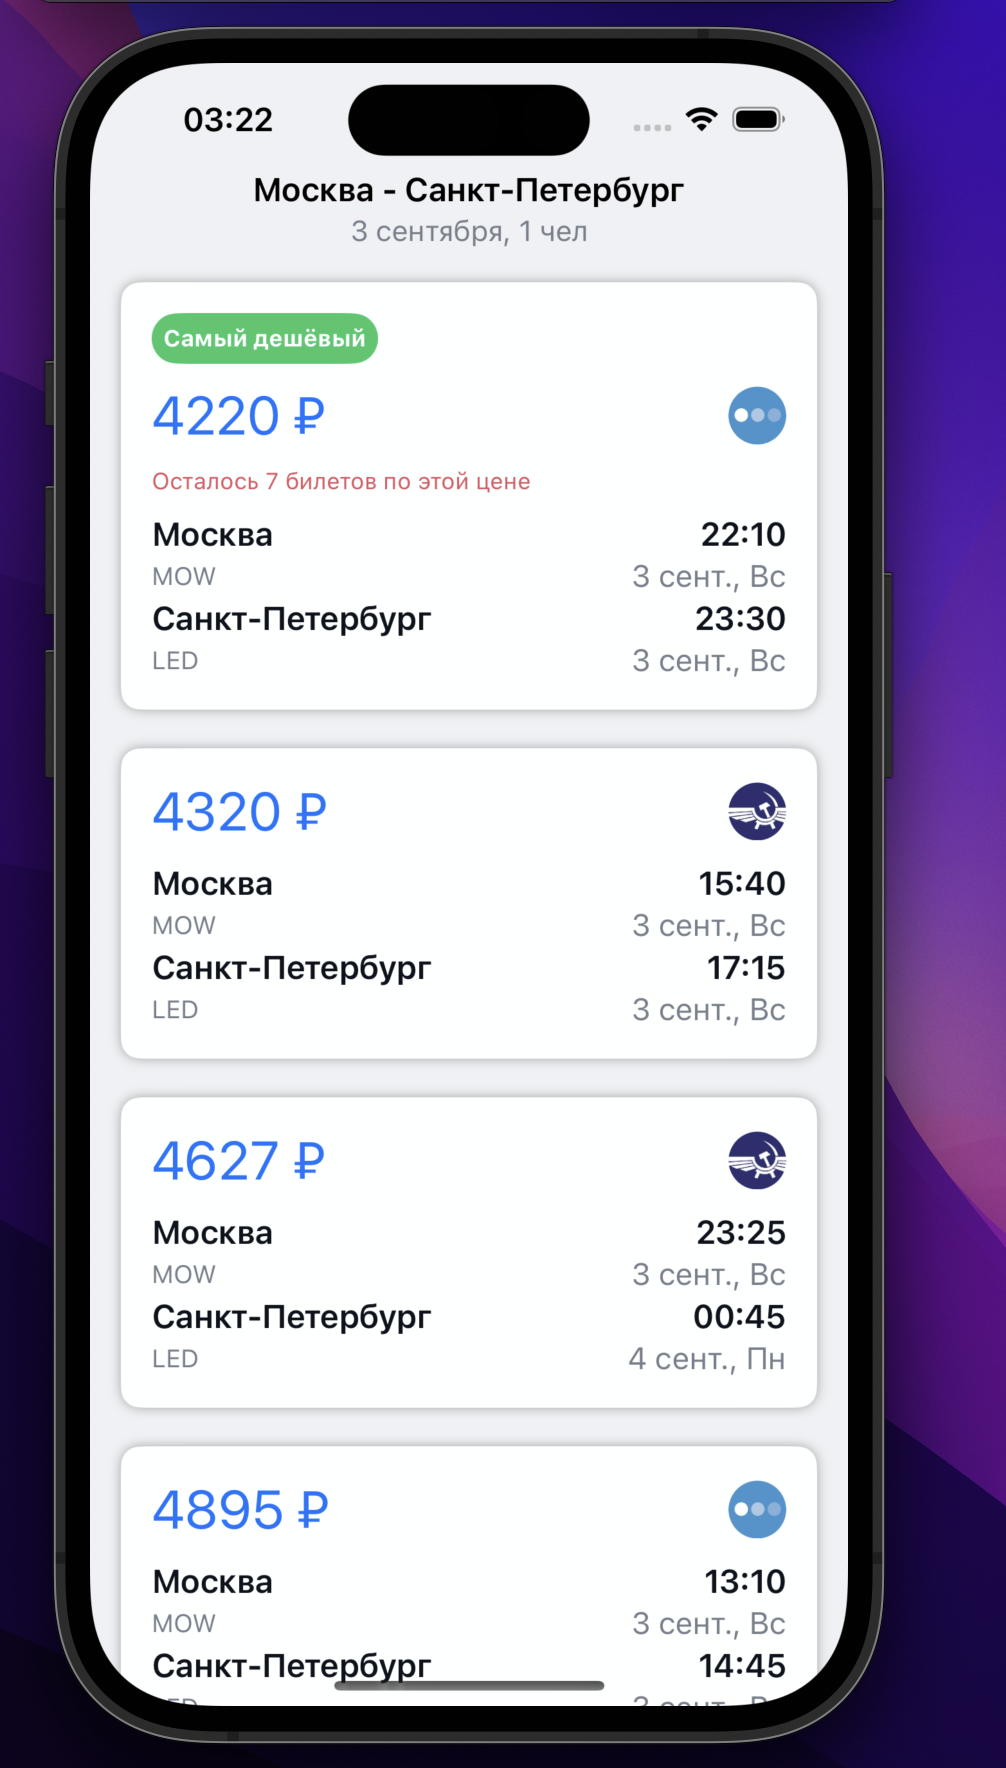 03:22
Москва - Санкт-Петербург
3 сентября, 1 чел
Самый дешёвый
4220 ₽
Осталось 7 билетов по этой цене
Москва 22:10
MOW 3 сент., Вс
Санкт-Петербург 23:30
LED 3 сент., Вс
4320 ₽
Москва 15:40
MOW 3 сент., Вс
Санкт-Петербург 17:15
LED 3 сент., Вс
4627 ₽
Москва 23:25
MOW 3 сент., Вс
Санкт-Петербург 00:45
LED 4 сент., Пн
4895 ₽
Москва 13:10
MOW 3 сент., Вс
Санкт-Петербург 14:45